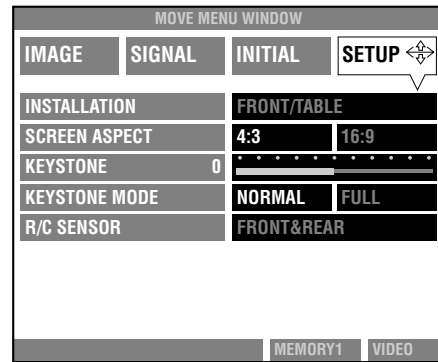 MOVE MENU WINDOW
IMAGE SIGNAL INITIAL SETUP
INSTALLATION FRONT/TABLE
SCREEN ASPECT 4:3 16:9
KEYSTONE 0
KEYSTONE MODE NORMAL FULL
R/C SENSOR FRONT&REAR
MEMORY1 VIDEO